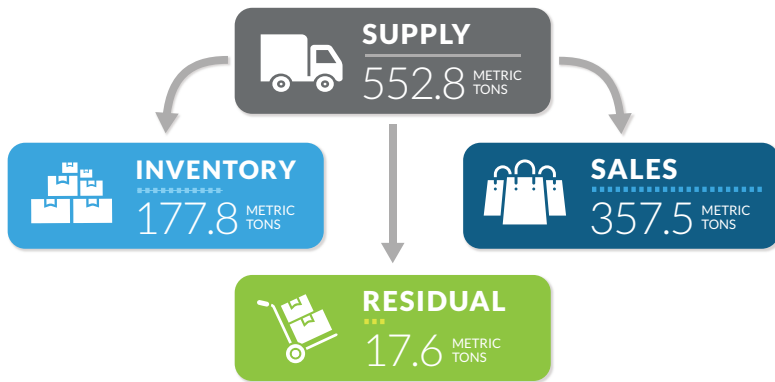 SUPPLY
552.8 METRIC TONS
INVENTORY
177.8 METRIC TONS
SALES
357.5 METRIC TONS
RESIDUAL
17.6 METRIC TONS